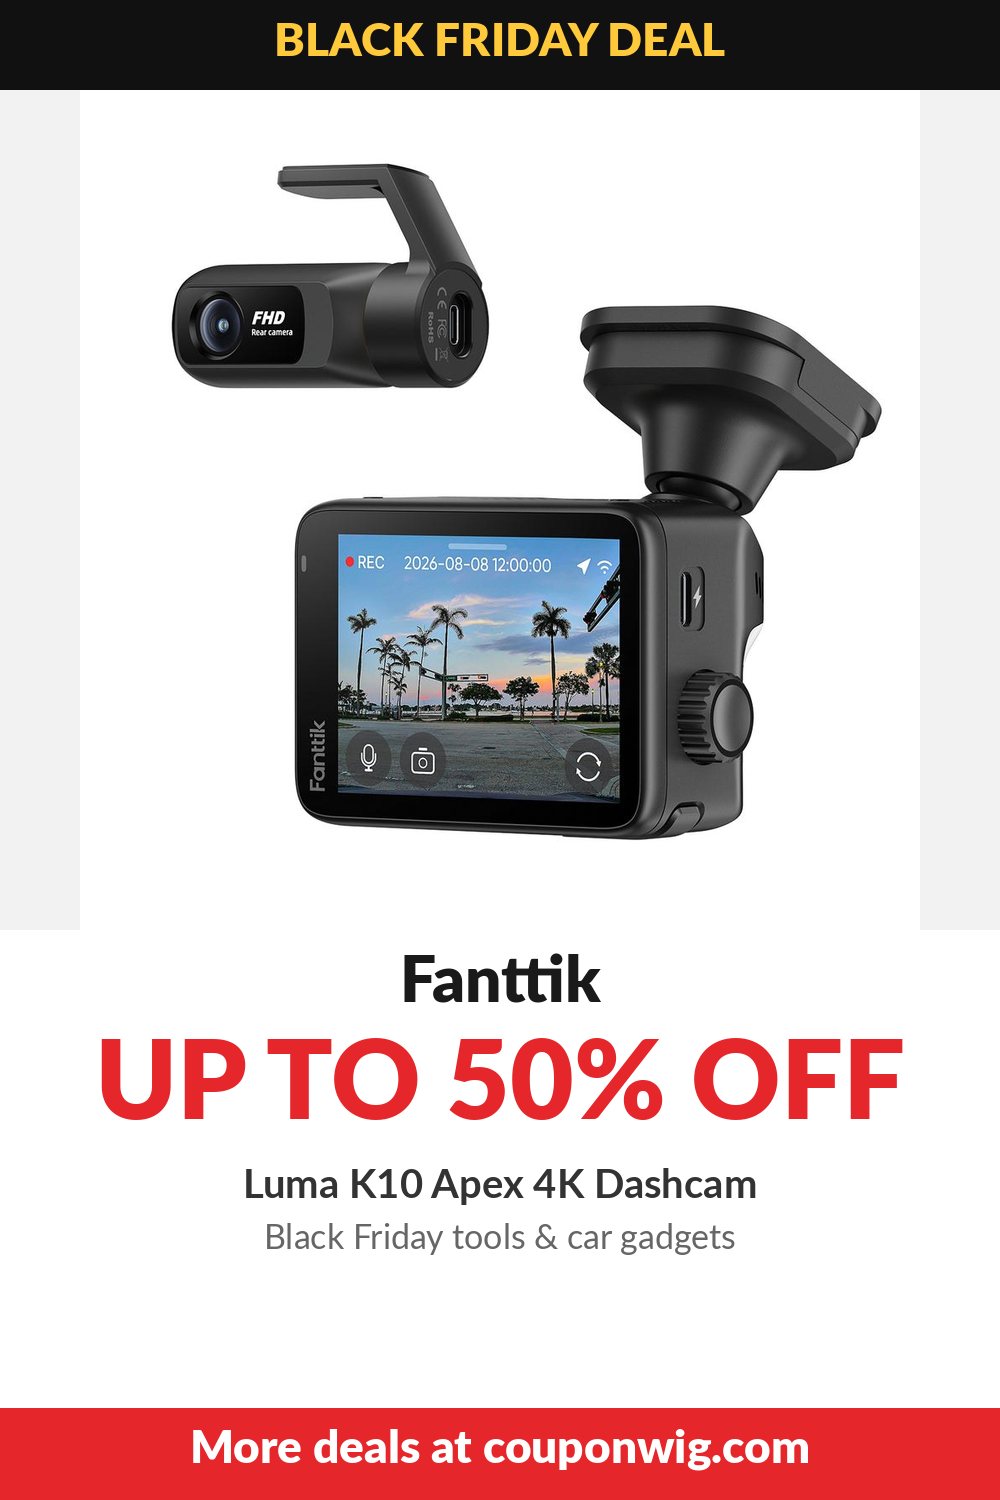 BLACK FRIDAY DEAL
FHD
Rear camera
RoHS
REC 2026-08-08 12:00:00
Fanttik
Fanttik
UP TO 50% OFF
Luma K10 Apex 4K Dashcam
Black Friday tools & car gadgets
More deals at couponwig.com